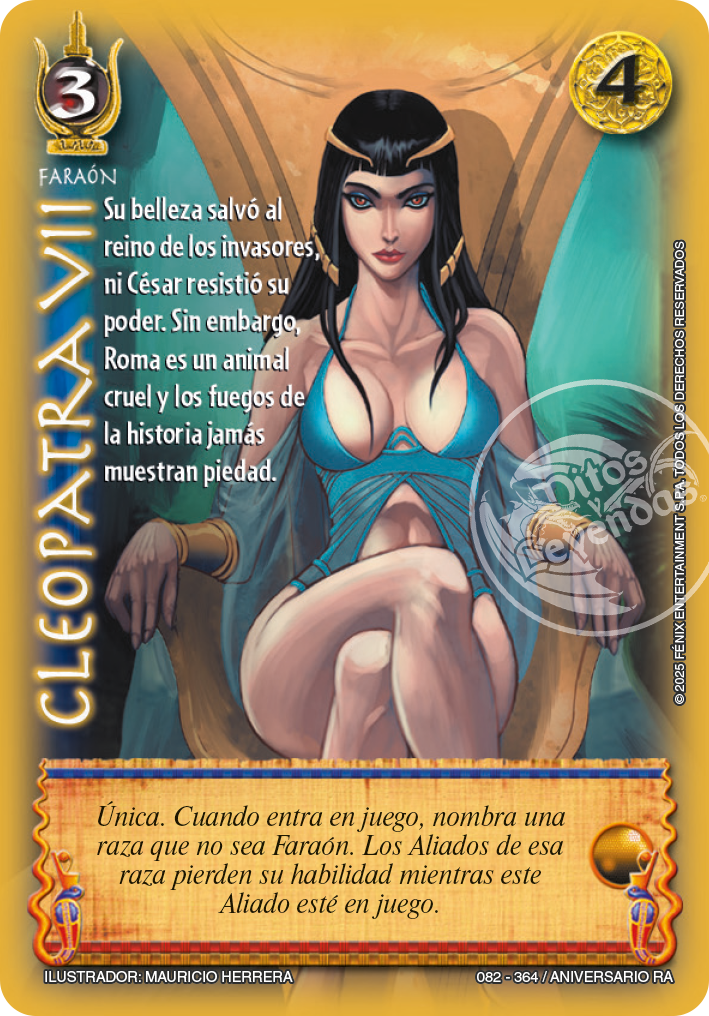 3
4
FARAÓN
CLEOPATRA VII
Su belleza salvó al
reino de los invasores,
ni César resistió su
poder. Sin embargo,
Roma es un animal
cruel y los fuegos de
la historia jamás
muestran piedad.
Mitos
y
Leyendas®
© 2025 FÉNIX ENTERTAINMENT S.P.A. TODOS LOS DERECHOS RESERVADOS
Única. Cuando entra en juego, nombra una
raza que no sea Faraón. Los Aliados de esa
raza pierden su habilidad mientras este
Aliado esté en juego.
ILUSTRADOR: MAURICIO HERRERA
082 - 364 / ANIVERSARIO RA